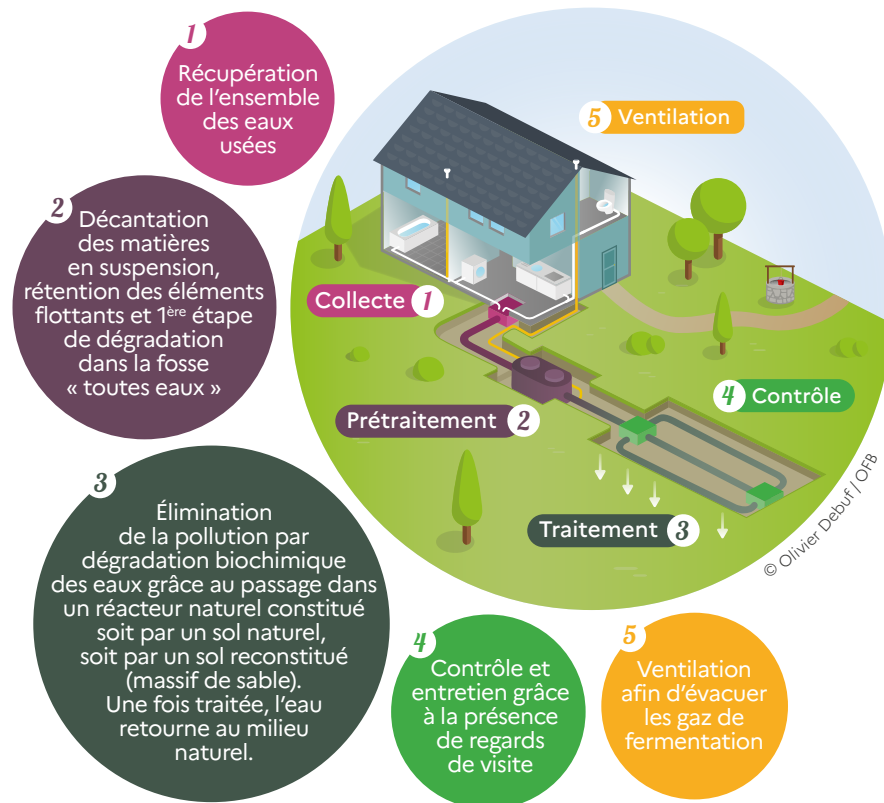 1
Récupération
de l'ensemble
des eaux
usées
2
Décantation
des matières
en suspension,
rétention des éléments
flottants et 1ère étape
de dégradation
dans la fosse
« toutes eaux »
3
Élimination
de la pollution par
dégradation biochimique
des eaux grâce au passage dans
un réacteur naturel constitué
soit par un sol naturel,
soit par un sol reconstitué
(massif de sable).
Une fois traitée, l'eau
retourne au milieu
naturel.
5 Ventilation
Collecte 1
4 Contrôle
Prétraitement 2
Traitement 3
© Olivier Debuf / OFB
4
Contrôle et
entretien grâce
à la présence
de regards
de visite
5
Ventilation
afin d'évacuer
les gaz de
fermentation